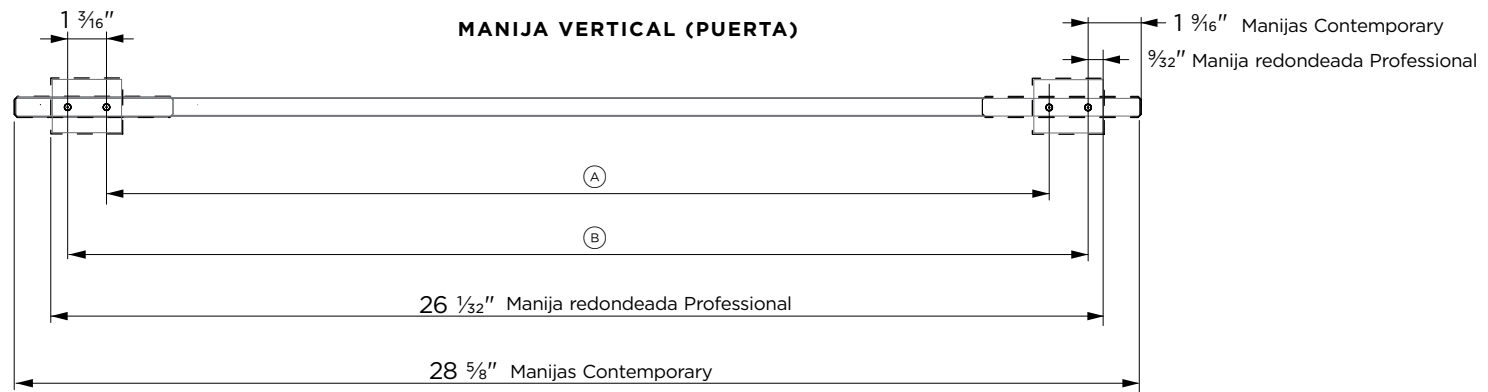 1 3⁄16"
MANIJA VERTICAL (PUERTA)
1 9⁄16" Manijas Contemporary
9⁄32" Manija redondeada Professional
A
B
26 1⁄32" Manija redondeada Professional
28 5⁄8" Manijas Contemporary